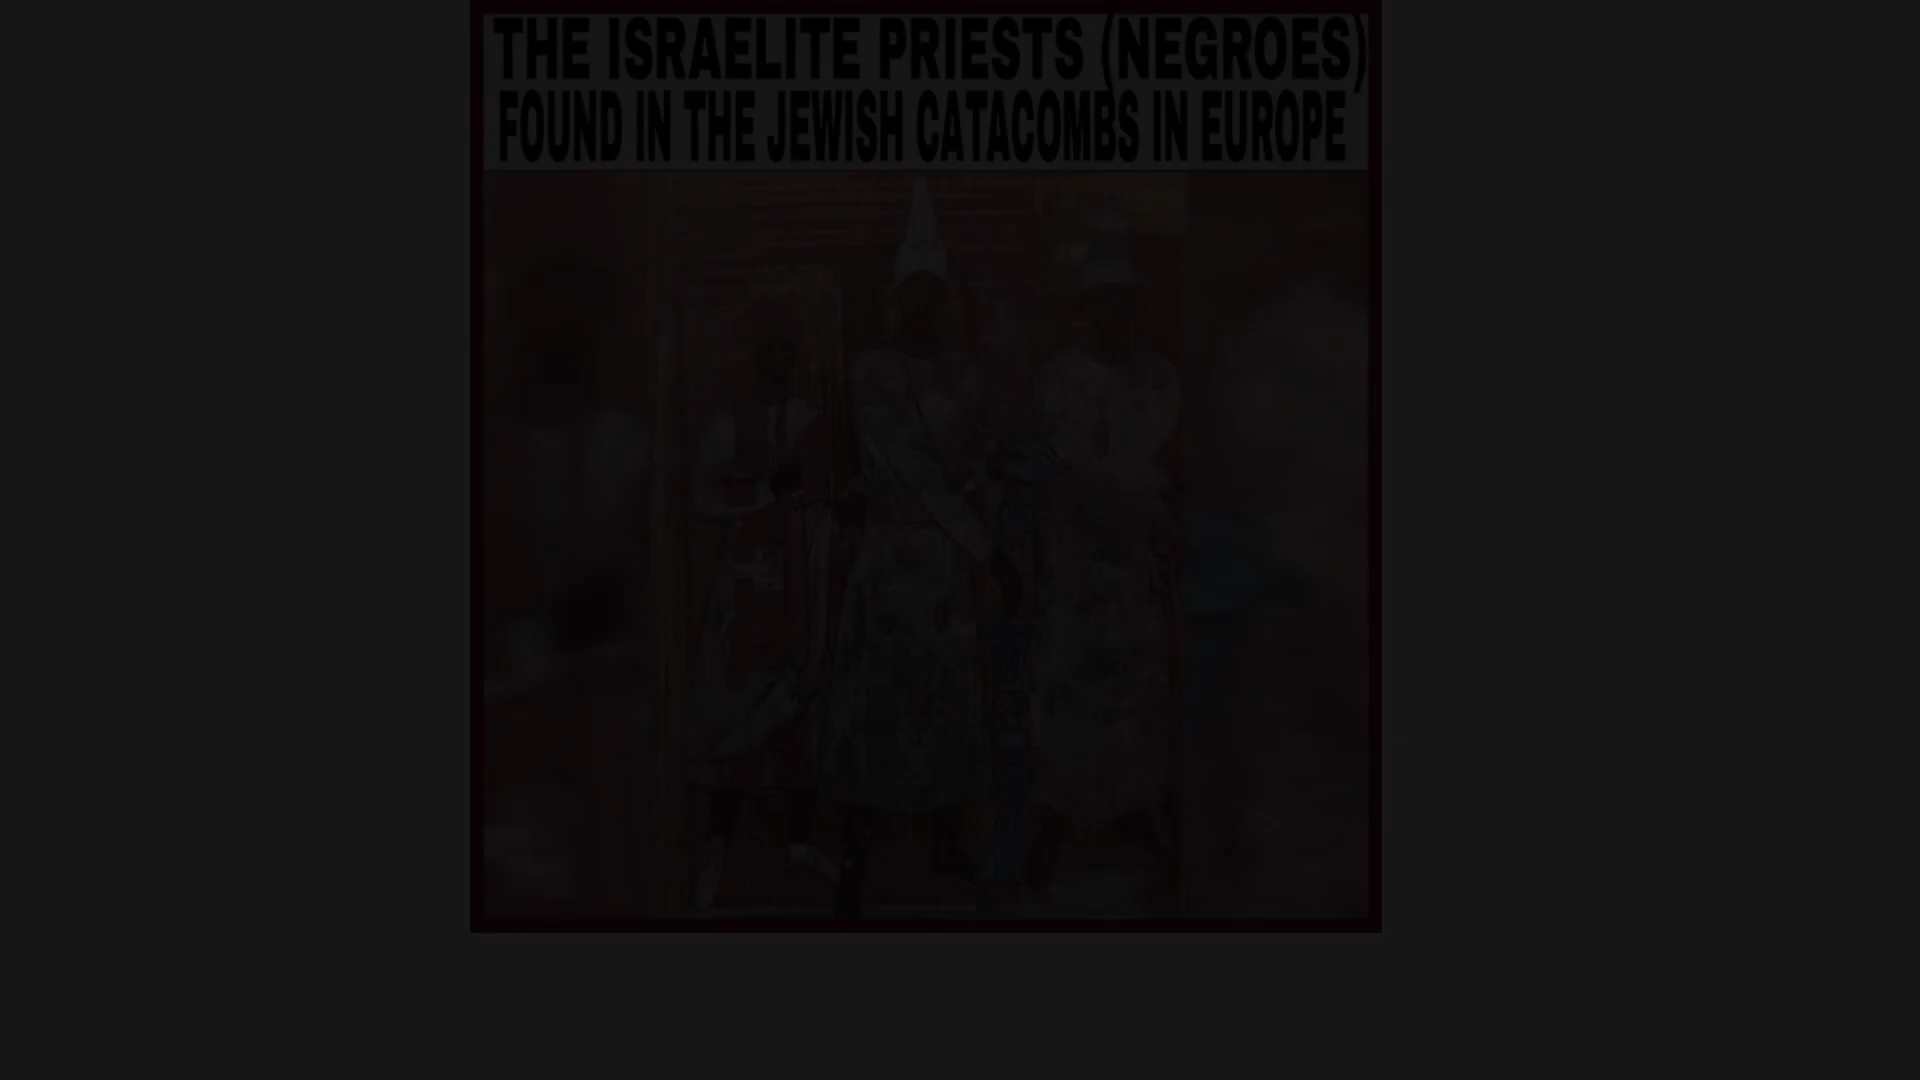 THE ISRAELITE PRIESTS (NEGROES)
FOUND IN THE JEWISH CATACOMBS IN EUROPE